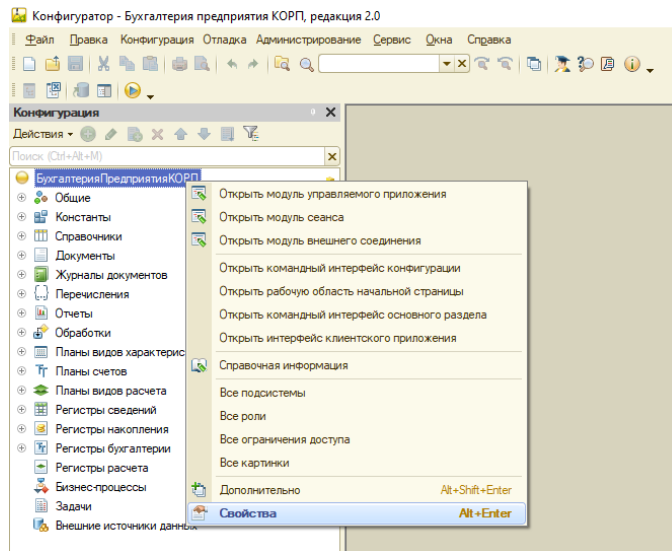 Конфигуратор - Бухгалтерия предприятия КОРП, редакция 2.0
Файл Правка Конфигурация Отладка Администрирование Сервис Окна Справка
Конфигурация
Действия
Поиск (Ctrl+Alt+M)
БухгалтерияПредприятияКОРП
Общие
Константы
Справочники
Документы
Журналы документов
Перечисления
Отчеты
Обработки
Планы видов характерис
Планы счетов
Планы видов расчета
Регистры сведений
Регистры накопления
Регистры бухгалтерии
Регистры расчета
Бизнес-процессы
Задачи
Внешние источники данных
Открыть модуль управляемого приложения
Открыть модуль сеанса
Открыть модуль внешнего соединения
Открыть командный интерфейс конфигурации
Открыть рабочую область начальной страницы
Открыть командный интерфейс основного раздела
Открыть интерфейс клиентского приложения
Справочная информация
Все подсистемы
Все роли
Все ограничения доступа
Все картинки
Дополнительно Alt+Shift+Enter
Свойства Alt+Enter